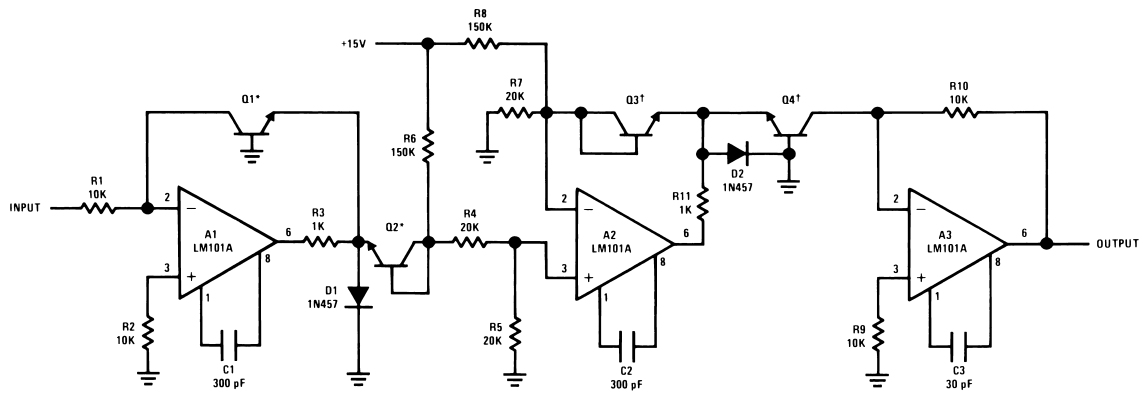 R8
150K
+15V
R7
20K
Q1*
Q3†
Q4†
R10
10K
R6
150K
D2
1N457
R1
10K
R11
1K
INPUT
2
−
A1
LM101A
3
+
6
8
1
R3
1K
Q2*
R4
20K
2
−
A2
LM101A
3
+
6
8
1
2
−
A3
LM101A
3
+
6
8
1
OUTPUT
D1
1N457
R2
10K
R5
20K
R9
10K
C1
300 pF
C2
300 pF
C3
30 pF